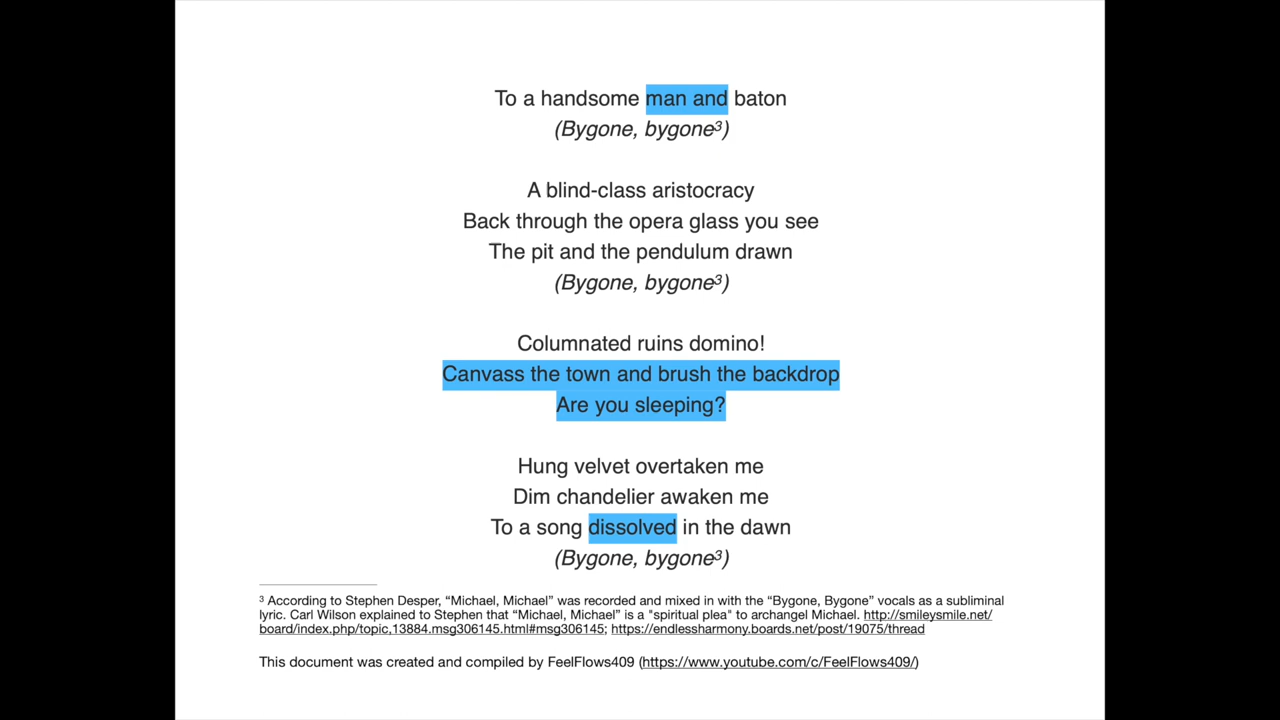 To a handsome man and baton
(Bygone, bygone³)
A blind-class aristocracy
Back through the opera glass you see
The pit and the pendulum drawn
(Bygone, bygone³)
Columnated ruins domino!
Canvass the town and brush the backdrop
Are you sleeping?
Hung velvet overtaken me
Dim chandelier awaken me
To a song dissolved in the dawn
(Bygone, bygone³)
³ According to Stephen Desper, “Michael, Michael” was recorded and mixed in with the “Bygone, Bygone” vocals as a subliminal
lyric. Carl Wilson explained to Stephen that “Michael, Michael” is a "spiritual plea" to archangel Michael. http://smileysmile.net/
board/index.php/topic,13884.msg306145.html#msg306145; https://endlessharmony.boards.net/post/19075/thread
This document was created and compiled by FeelFlows409 (https://www.youtube.com/c/FeelFlows409/)